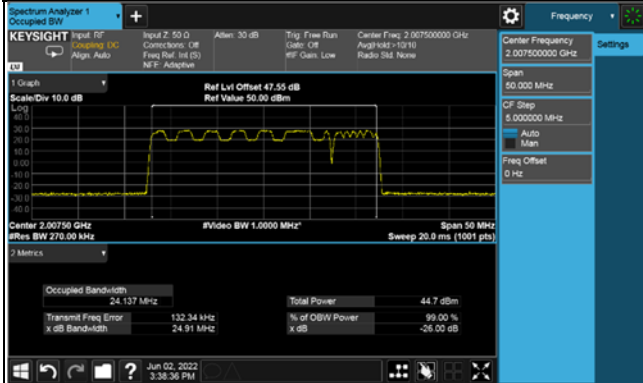 Spectrum Analyzer 1
Occupied BW
Frequency
KEYSIGHT
Input: RF
Coupling: DC
Align: Auto
Input Z: 50 Ω
Corrections: Off
Freq Ref: Int (S)
NFE: Adaptive
Atten: 30 dB
Trig: Free Run
Gate: Off
#IF Gain: Low
Center Freq: 2.007500000 GHz
Avg|Hold:>10/10
Radio Std: None
Center Frequency
2.007500000 GHz
Settings
Span
50.000 MHz
CF Step
5.000000 MHz
Auto
Man
Freq Offset
0 Hz
1 Graph
Scale/Div 10.0 dB
Ref Lvl Offset 47.55 dB
Ref Value 50.00 dBm
Log
40.0
30.0
20.0
10.0
0.00
-10.0
-20.0
-30.0
-40.0
Center 2.00750 GHz
#Res BW 270.00 kHz
#Video BW 1.0000 MHz*
Span 50 MHz
Sweep 20.0 ms (1001 pts)
2 Metrics
Occupied Bandwidth
24.137 MHz
Transmit Freq Error 132.34 kHz
x dB Bandwidth 24.91 MHz
Total Power 44.7 dBm
% of OBW Power 99.00 %
x dB -26.00 dB
Jun 02, 2022
3:38:36 PM